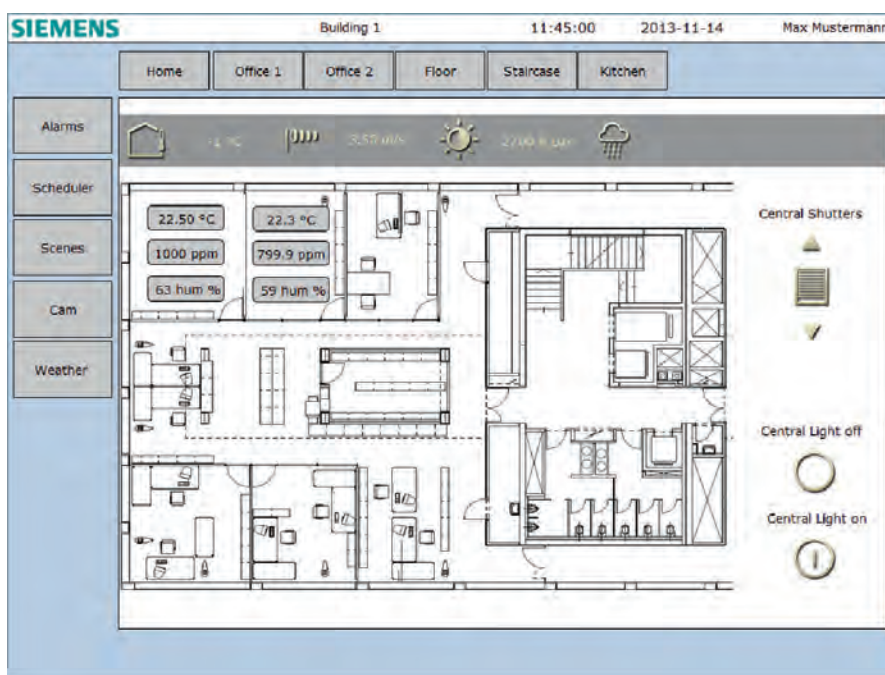 SIEMENS Building 1 11:45:00 2013-11-14 Max Mustermann
Home Office 1 Office 2 Floor Staircase Kitchen
Alarms
Scheduler
Scenes
Cam
Weather
22.50 °C 22.3 °C
1000 ppm 799.9 ppm
63 hum % 59 hum %
Central Shutters
Central Light off
Central Light on